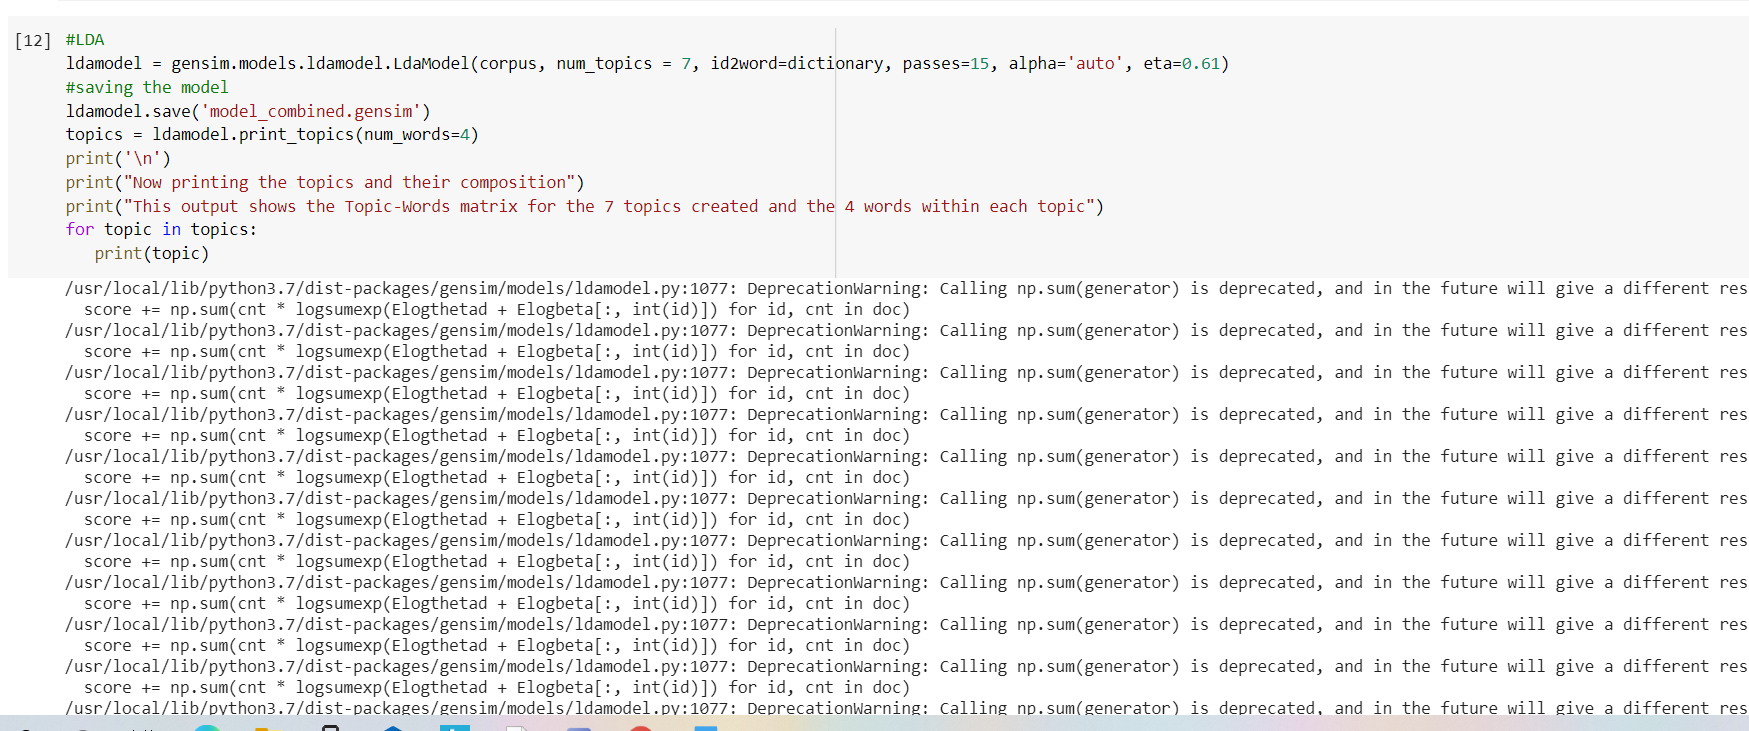 [12] #LDA
ldamodel = gensim.models.ldamodel.LdaModel(corpus, num_topics = 7, id2word=dictionary, passes=15, alpha='auto', eta=0.61)
#saving the model
ldamodel.save('model_combined.gensim')
topics = ldamodel.print_topics(num_words=4)
print('\n')
print("Now printing the topics and their composition")
print("This output shows the Topic-Words matrix for the 7 topics created and the 4 words within each topic")
for topic in topics:
   print(topic)
/usr/local/lib/python3.7/dist-packages/gensim/models/ldamodel.py:1077: DeprecationWarning: Calling np.sum(generator) is deprecated, and in the future will give a different res
  score += np.sum(cnt * logsumexp(Elogthetad + Elogbeta[:, int(id)]) for id, cnt in doc)
/usr/local/lib/python3.7/dist-packages/gensim/models/ldamodel.py:1077: DeprecationWarning: Calling np.sum(generator) is deprecated, and in the future will give a different res
  score += np.sum(cnt * logsumexp(Elogthetad + Elogbeta[:, int(id)]) for id, cnt in doc)
/usr/local/lib/python3.7/dist-packages/gensim/models/ldamodel.py:1077: DeprecationWarning: Calling np.sum(generator) is deprecated, and in the future will give a different res
  score += np.sum(cnt * logsumexp(Elogthetad + Elogbeta[:, int(id)]) for id, cnt in doc)
/usr/local/lib/python3.7/dist-packages/gensim/models/ldamodel.py:1077: DeprecationWarning: Calling np.sum(generator) is deprecated, and in the future will give a different res
  score += np.sum(cnt * logsumexp(Elogthetad + Elogbeta[:, int(id)]) for id, cnt in doc)
/usr/local/lib/python3.7/dist-packages/gensim/models/ldamodel.py:1077: DeprecationWarning: Calling np.sum(generator) is deprecated, and in the future will give a different res
  score += np.sum(cnt * logsumexp(Elogthetad + Elogbeta[:, int(id)]) for id, cnt in doc)
/usr/local/lib/python3.7/dist-packages/gensim/models/ldamodel.py:1077: DeprecationWarning: Calling np.sum(generator) is deprecated, and in the future will give a different res
  score += np.sum(cnt * logsumexp(Elogthetad + Elogbeta[:, int(id)]) for id, cnt in doc)
/usr/local/lib/python3.7/dist-packages/gensim/models/ldamodel.py:1077: DeprecationWarning: Calling np.sum(generator) is deprecated, and in the future will give a different res
  score += np.sum(cnt * logsumexp(Elogthetad + Elogbeta[:, int(id)]) for id, cnt in doc)
/usr/local/lib/python3.7/dist-packages/gensim/models/ldamodel.py:1077: DeprecationWarning: Calling np.sum(generator) is deprecated, and in the future will give a different res
  score += np.sum(cnt * logsumexp(Elogthetad + Elogbeta[:, int(id)]) for id, cnt in doc)
/usr/local/lib/python3.7/dist-packages/gensim/models/ldamodel.py:1077: DeprecationWarning: Calling np.sum(generator) is deprecated, and in the future will give a different res
  score += np.sum(cnt * logsumexp(Elogthetad + Elogbeta[:, int(id)]) for id, cnt in doc)
/usr/local/lib/python3.7/dist-packages/gensim/models/ldamodel.py:1077: DeprecationWarning: Calling np.sum(generator) is deprecated, and in the future will give a different res
  score += np.sum(cnt * logsumexp(Elogthetad + Elogbeta[:, int(id)]) for id, cnt in doc)
/usr/local/lib/python3.7/dist-packages/gensim/models/ldamodel.py:1077: DeprecationWarning: Calling np.sum(generator) is deprecated, and in the future will give a different res